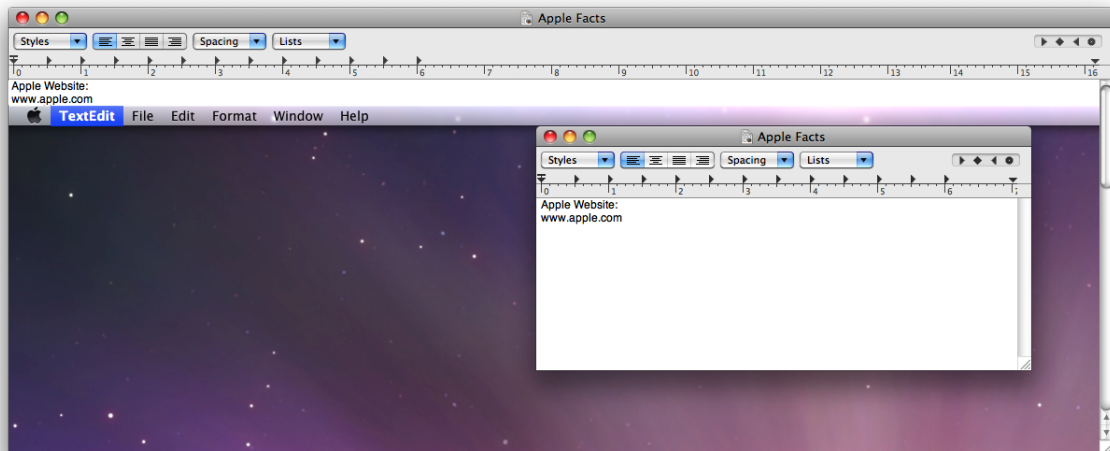 Apple Facts
Styles Spacing Lists
0 1 2 3 4 5 6 7 8 9 10 11 12 13 14 15 16
Apple Website:
www.apple.com
TextEdit File Edit Format Window Help
Apple Facts
Styles Spacing Lists
0 1 2 3 4 5 6
Apple Website:
www.apple.com